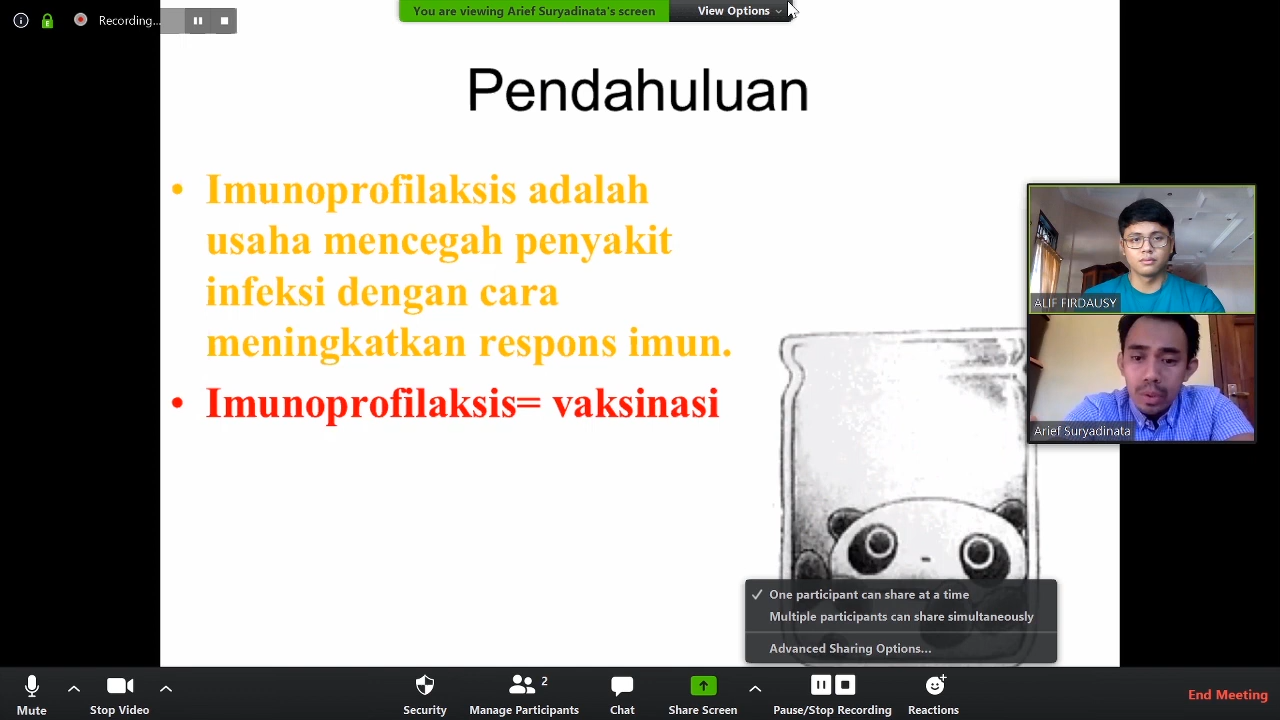 Recording...
You are viewing Arief Suryadinata's screen
View Options
Pendahuluan
• Imunoprofilaksis adalah
usaha mencegah penyakit
infeksi dengan cara
meningkatkan respons imun.
• Imunoprofilaksis= vaksinasi
ALIF FIRDAUSY
Arief Suryadinata
✓ One participant can share at a time
Multiple participants can share simultaneously
Advanced Sharing Options...
Mute
Stop Video
Security
2
Manage Participants
Chat
Share Screen
Pause/Stop Recording
Reactions
End Meeting